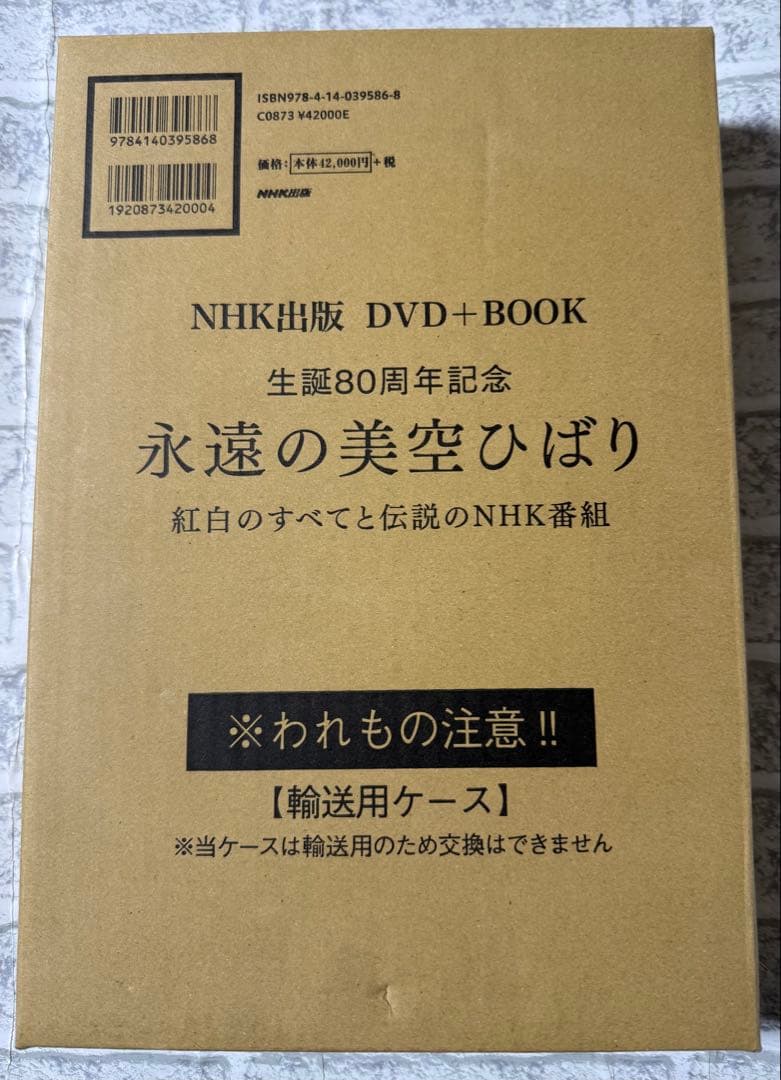 ISBN978-4-14-039586-8
C0873 ¥42000E
9784140395868
価格:本体42,000円+税
1920873420004
NHK出版
NHK出版 DVD+BOOK
生誕80周年記念
永遠の美空ひばり
紅白のすべてと伝説のNHK番組
※われもの注意!!
【輸送用ケース】
※当ケースは輸送用のため交換はできません